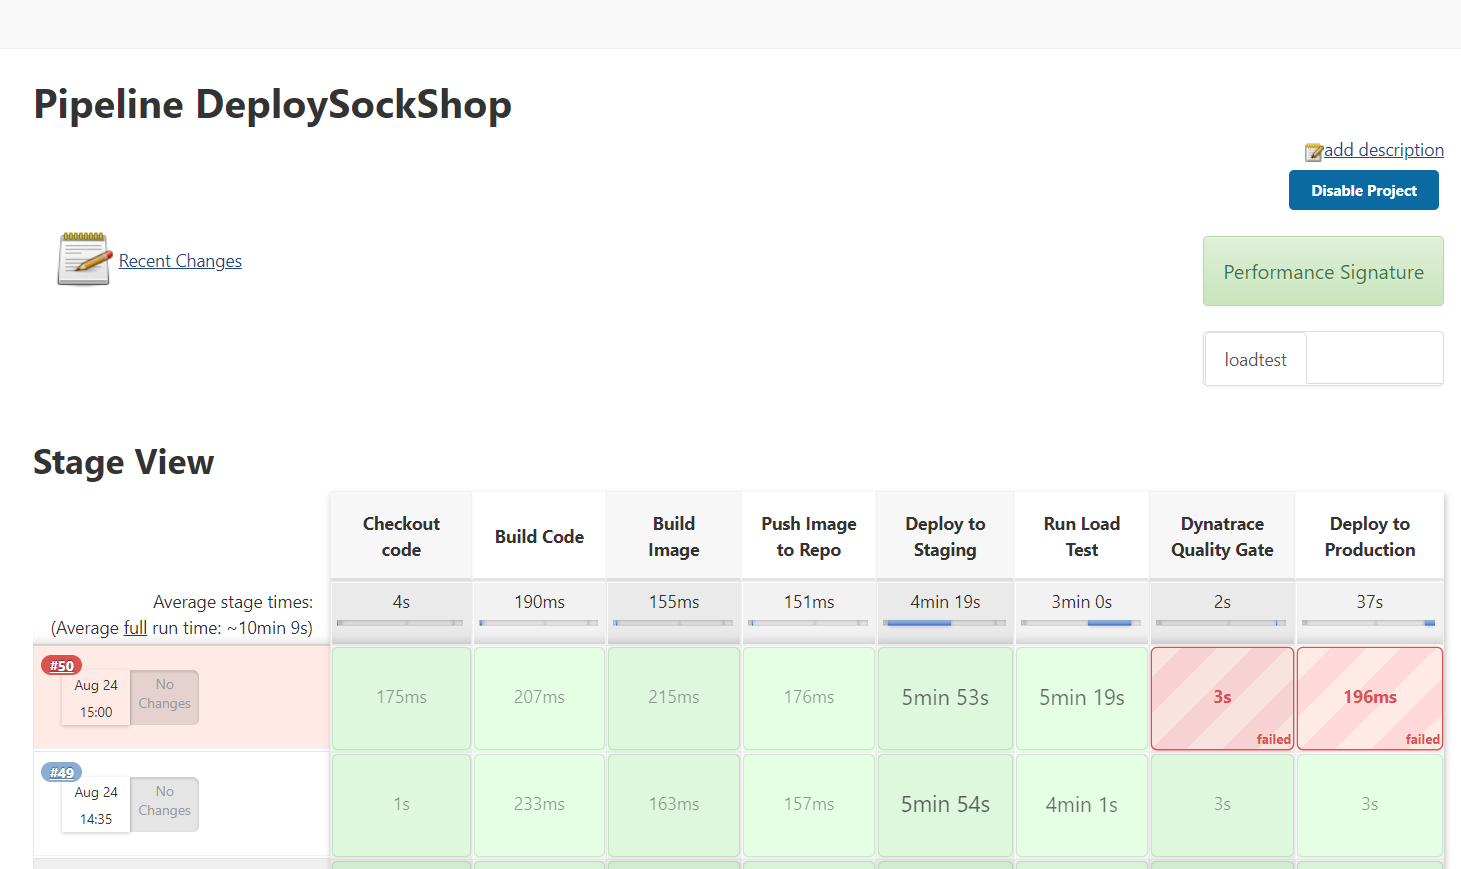 Pipeline DeploySockShop
add description
Disable Project
Recent Changes
Performance Signature
loadtest
Stage View
Checkout code
Build Code
Build Image
Push Image to Repo
Deploy to Staging
Run Load Test
Dynatrace Quality Gate
Deploy to Production
Average stage times:
(Average full run time: ~10min 9s)
4s
190ms
155ms
151ms
4min 19s
3min 0s
2s
37s
#50
Aug 24
15:00
No Changes
175ms
207ms
215ms
176ms
5min 53s
5min 19s
3s
failed
196ms
failed
#49
Aug 24
14:35
No Changes
1s
233ms
163ms
157ms
5min 54s
4min 1s
3s
3s